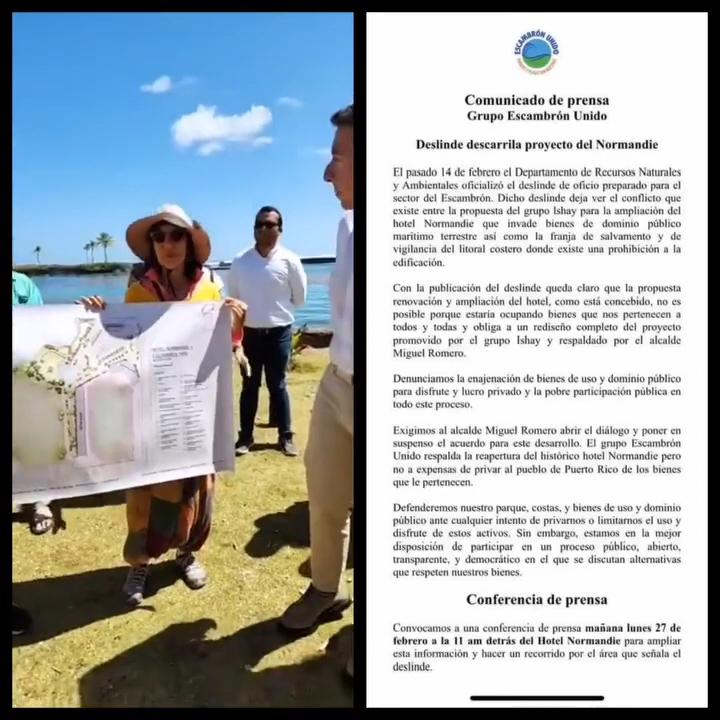 HOTEL NORMANDIE &
ESCAMBRÓN UNIDO
Comunicado de prensa
Grupo Escambrón Unido
Deslinde descarrila proyecto del Normandie
El pasado 14 de febrero el Departamento de Recursos Naturales
y Ambientales oficializó el deslinde de oficio preparado para el
sector del Escambrón. Dicho deslinde deja ver el conflicto que
existe entre la propuesta del grupo Ishay para la ampliación del
hotel Normandie que invade bienes de dominio público
marítimo terrestre así como la franja de salvamento y de
vigilancia del litoral costero donde existe una prohibición a la
edificación.
Con la publicación del deslinde queda claro que la propuesta
renovación y ampliación del hotel, como está concebido, no es
posible porque estaría ocupando bienes que nos pertenecen a
todos y todas y obliga a un rediseño completo del proyecto
promovido por el grupo Ishay y respaldado por el alcalde
Miguel Romero.
Denunciamos la enajenación de bienes de uso y dominio público
para disfrute y lucro privado y la pobre participación pública en
todo este proceso.
Exigimos al alcalde Miguel Romero abrir el diálogo y poner en
suspenso el acuerdo para este desarrollo. El grupo Escambrón
Unido respalda la reapertura del histórico hotel Normandie pero
no a expensas de privar al pueblo de Puerto Rico de los bienes
que le pertenecen.
Defenderemos nuestro parque, costas, y bienes de uso y dominio
público ante cualquier intento de privarnos o limitarnos el uso y
disfrute de estos activos. Sin embargo, estamos en la mejor
disposición de participar en un proceso público, abierto,
transparente, y democrático en el que se discutan alternativas
que respeten nuestros bienes.
Conferencia de prensa
Convocamos a una conferencia de prensa mañana lunes 27 de
febrero a la 11 am detrás del Hotel Normandie para ampliar
esta información y hacer un recorrido por el área que señala el
deslinde.